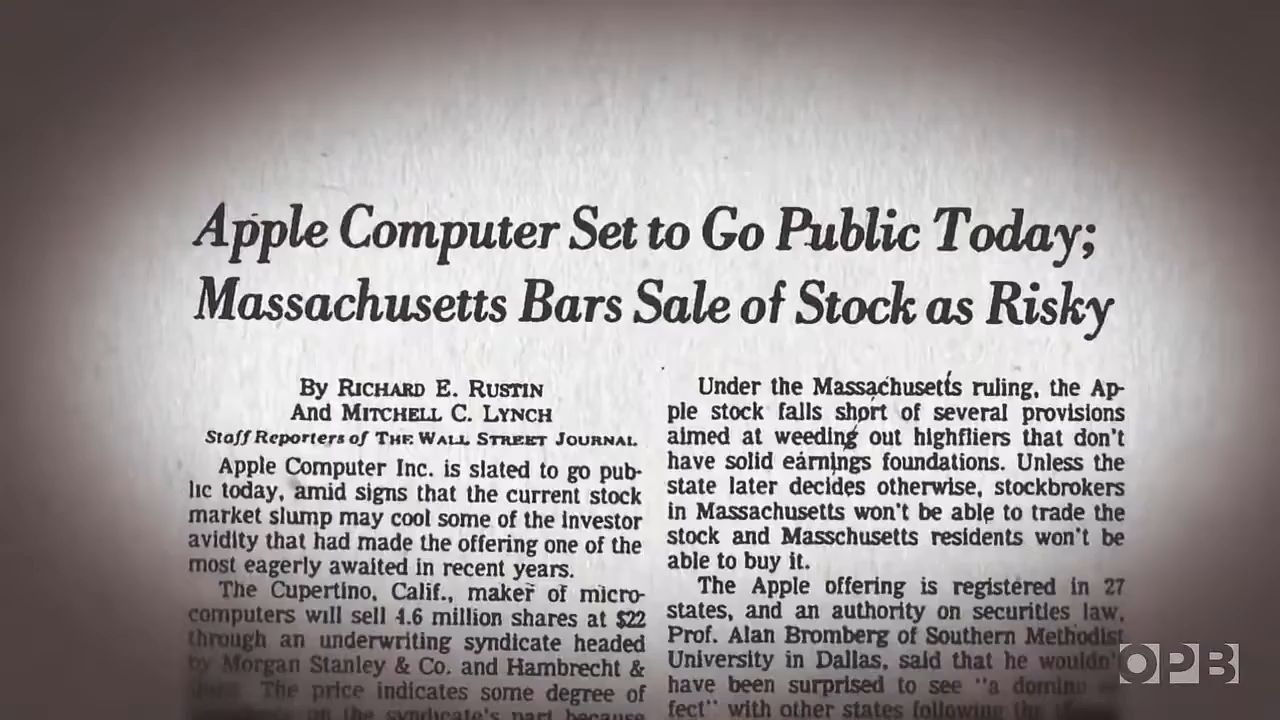 Apple Computer Set to Go Public Today;
Massachusetts Bars Sale of Stock as Risky
By RICHARD E. RUSTIN
And MITCHELL C. LYNCH
Staff Reporters of THE WALL STREET JOURNAL
Apple Computer Inc. is slated to go pub-
lic today, amid signs that the current stock
market slump may cool some of the investor
avidity that had made the offering one of the
most eagerly awaited in recent years.
The Cupertino, Calif., maker of micro-
computers will sell 4.6 million shares at $22
through an underwriting syndicate headed
by Morgan Stanley & Co. and Hambrecht &
The price indicates some degree of
on the syndicate's part because
Under the Massachusetts ruling, the Ap-
ple stock falls short of several provisions
aimed at weeding out highfliers that don't
have solid earnings foundations. Unless the
state later decides otherwise, stockbrokers
in Massachusetts won't be able to trade the
stock and Masschusetts residents won't be
able to buy it.
The Apple offering is registered in 27
states, and an authority on securities law,
Prof. Alan Bromberg of Southern Methodist
University in Dallas, said that he wouldn't
have been surprised to see "a domino
fect" with other states following the
OPB